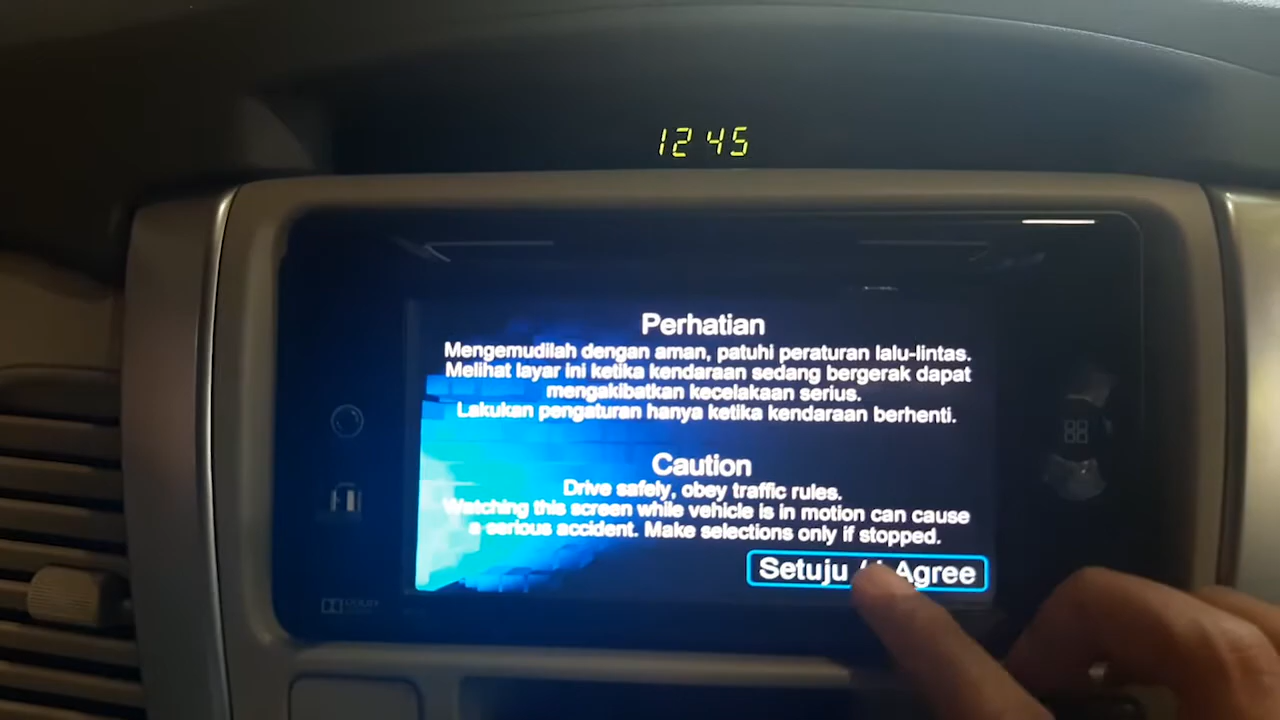 12 45
Perhatian
Mengemudilah dengan aman, patuhi peraturan lalu-lintas.
Melihat layar ini ketika kendaraan sedang bergerak dapat
mengakibatkan kecelakaan serius.
Lakukan pengaturan hanya ketika kendaraan berhenti.
Caution
Drive safely, obey traffic rules.
Watching this screen while vehicle is in motion can cause
a serious accident. Make selections only if stopped.
Setuju / I Agree